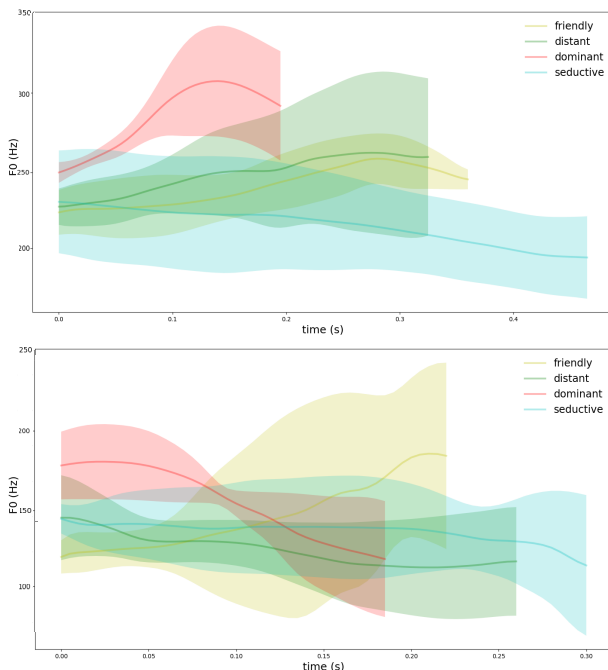 350
300
250
200
F0 (Hz)
0.0 0.1 0.2 0.3 0.4
time (s)
friendly
distant
dominant
seductive
250
200
150
100
F0 (Hz)
0.00 0.05 0.10 0.15 0.20 0.25 0.30
time (s)
friendly
distant
dominant
seductive